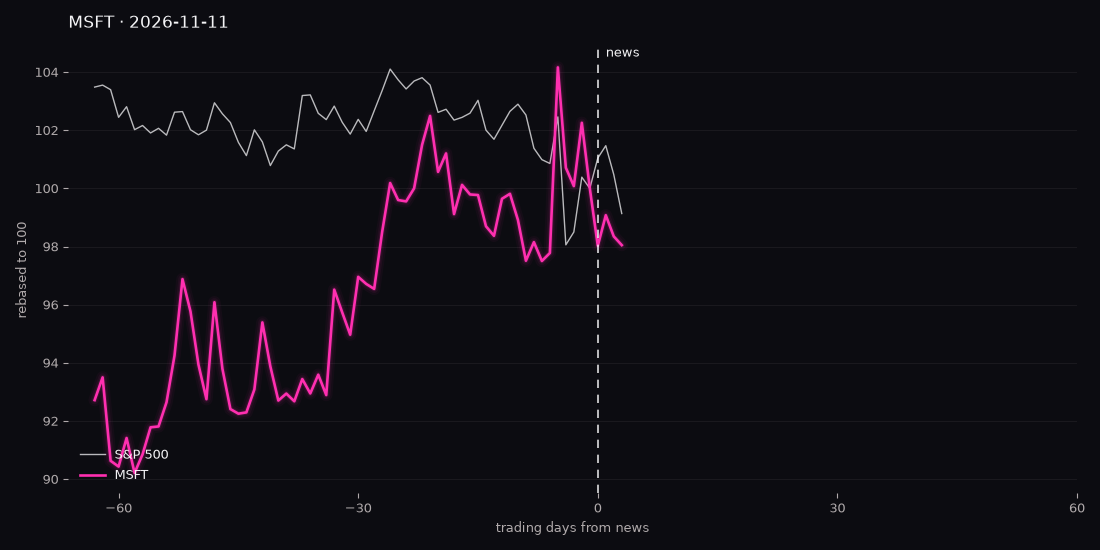 MSFT · 2026-11-11
news
104
102
100
98
96
94
92
90
rebased to 100
S&P 500
MSFT
−60
−30
0
30
60
trading days from news